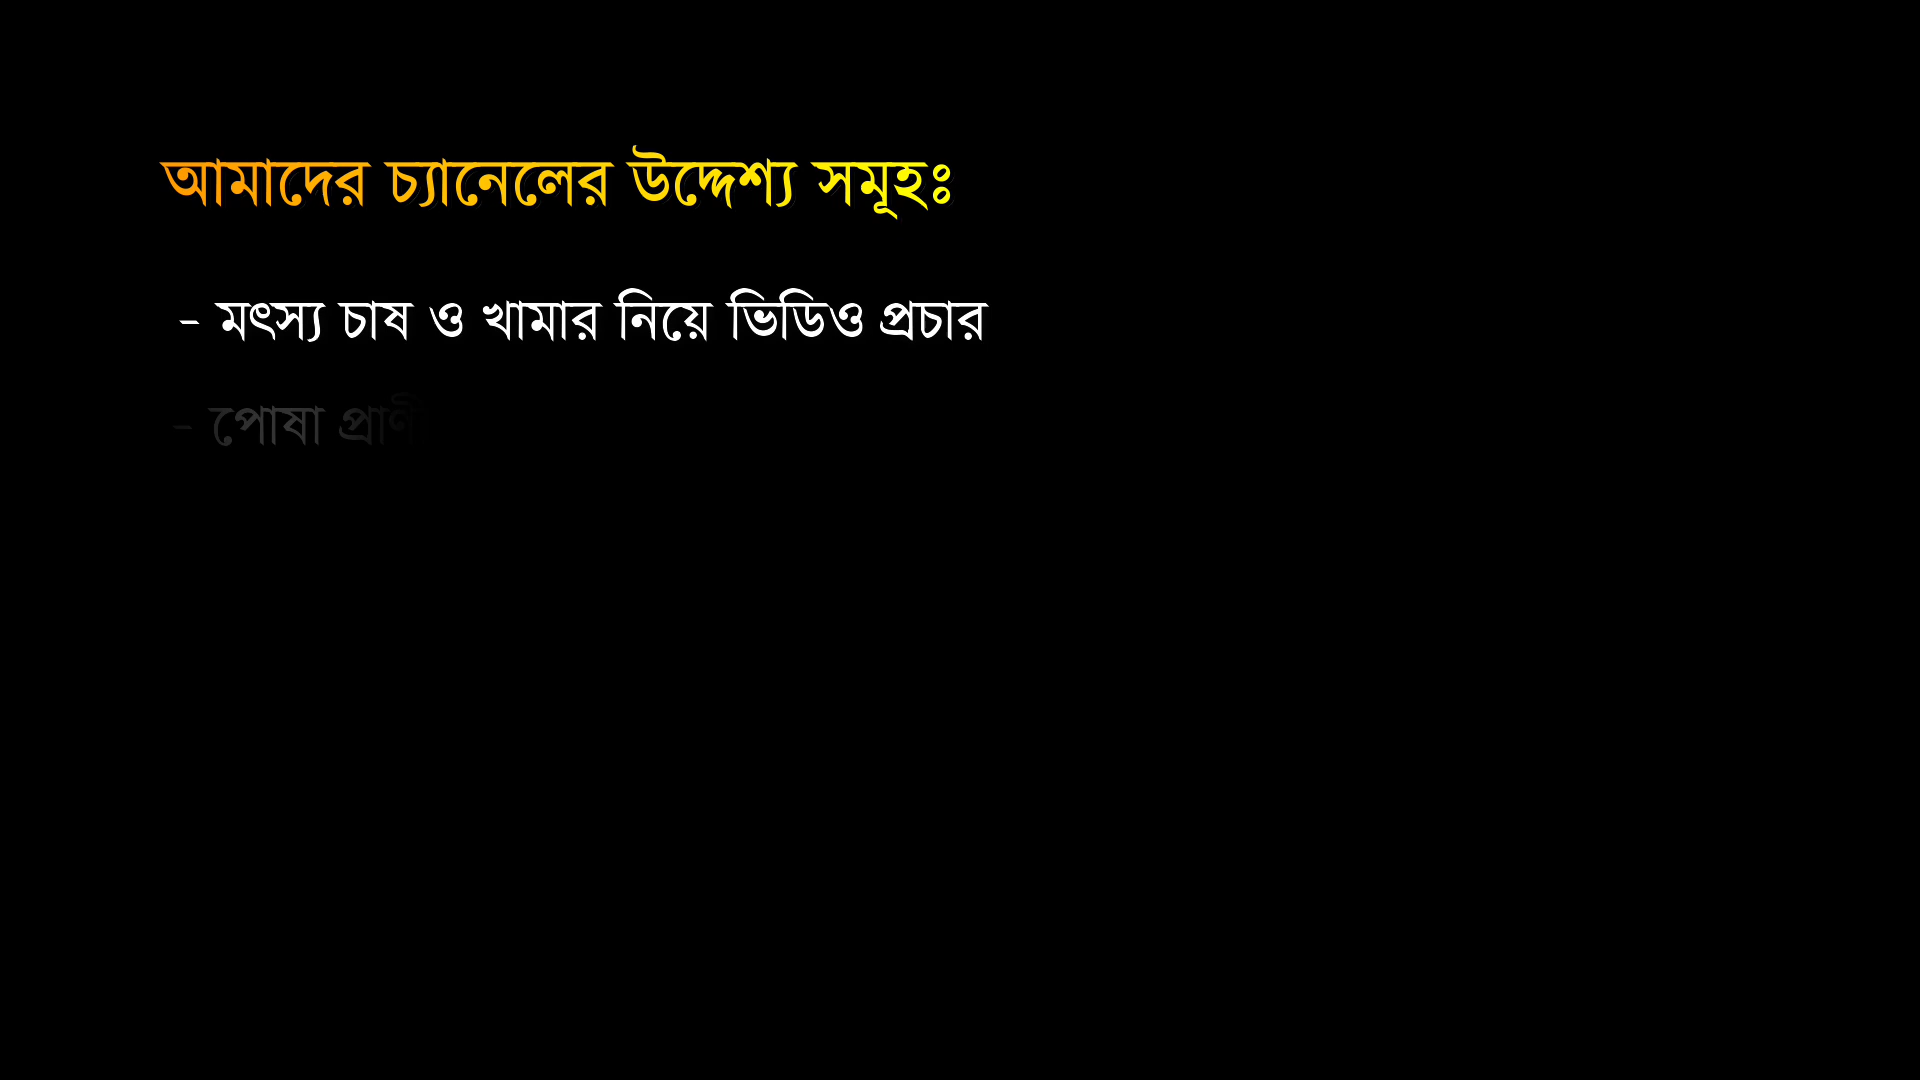 আমাদের চ্যানেলের উদ্দেশ্য সমূহঃ
- মৎস্য চাষ ও খামার নিয়ে ভিডিও প্রচার
- পোষা প্রাণী